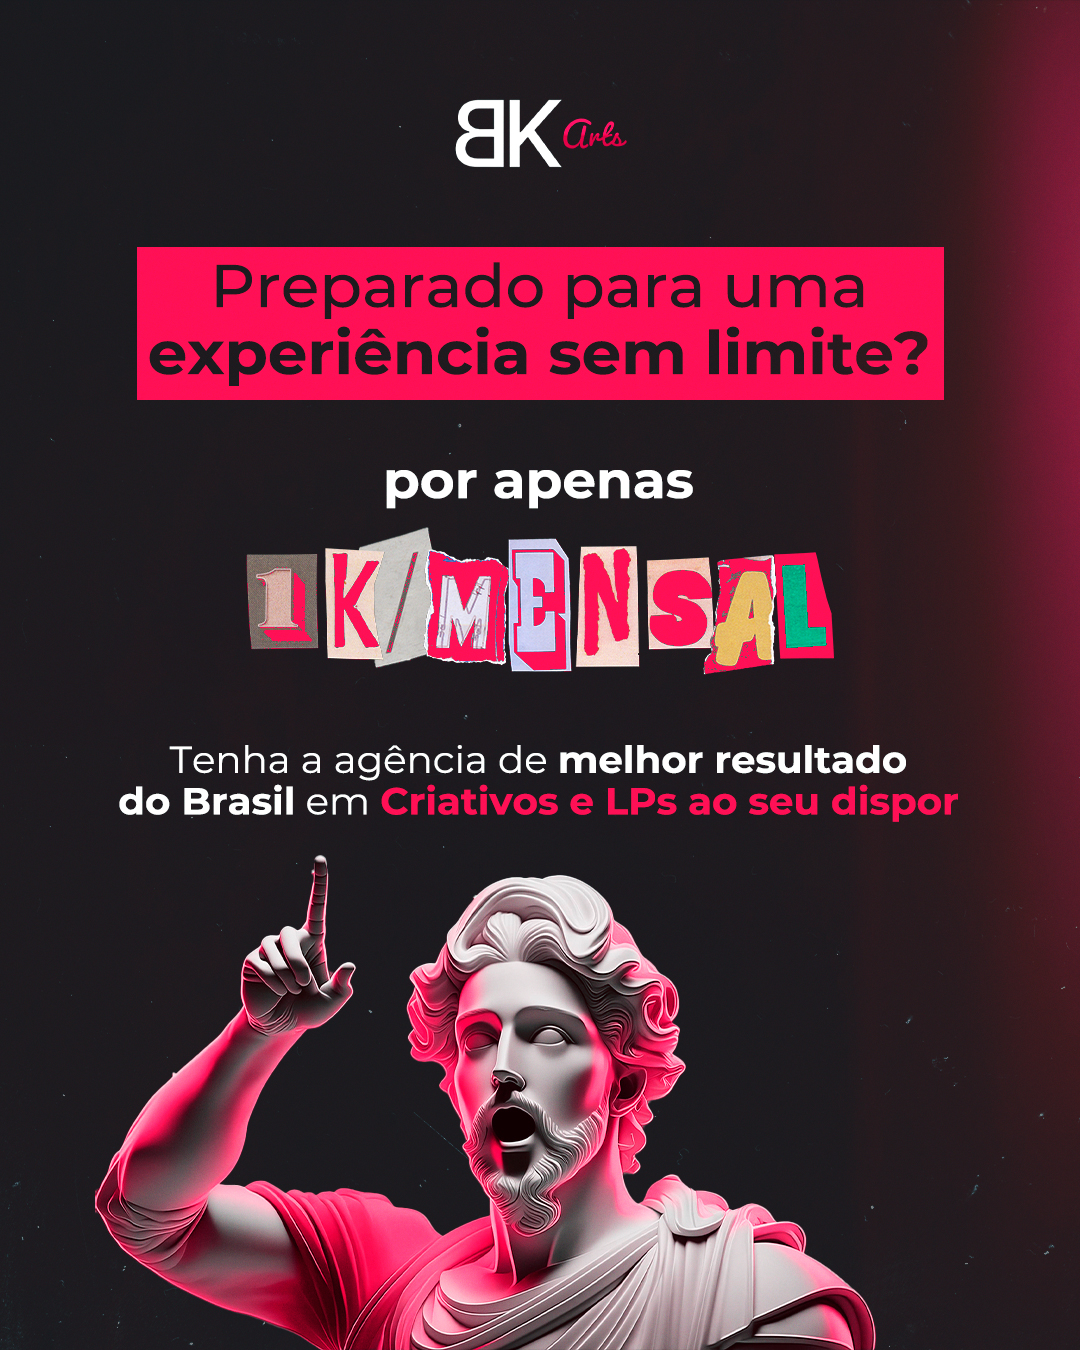 BK Arts
Preparado para uma
experiência sem limite?
por apenas
1K/MENSAL
Tenha a agência de melhor resultado
do Brasil em Criativos e LPs ao seu dispor